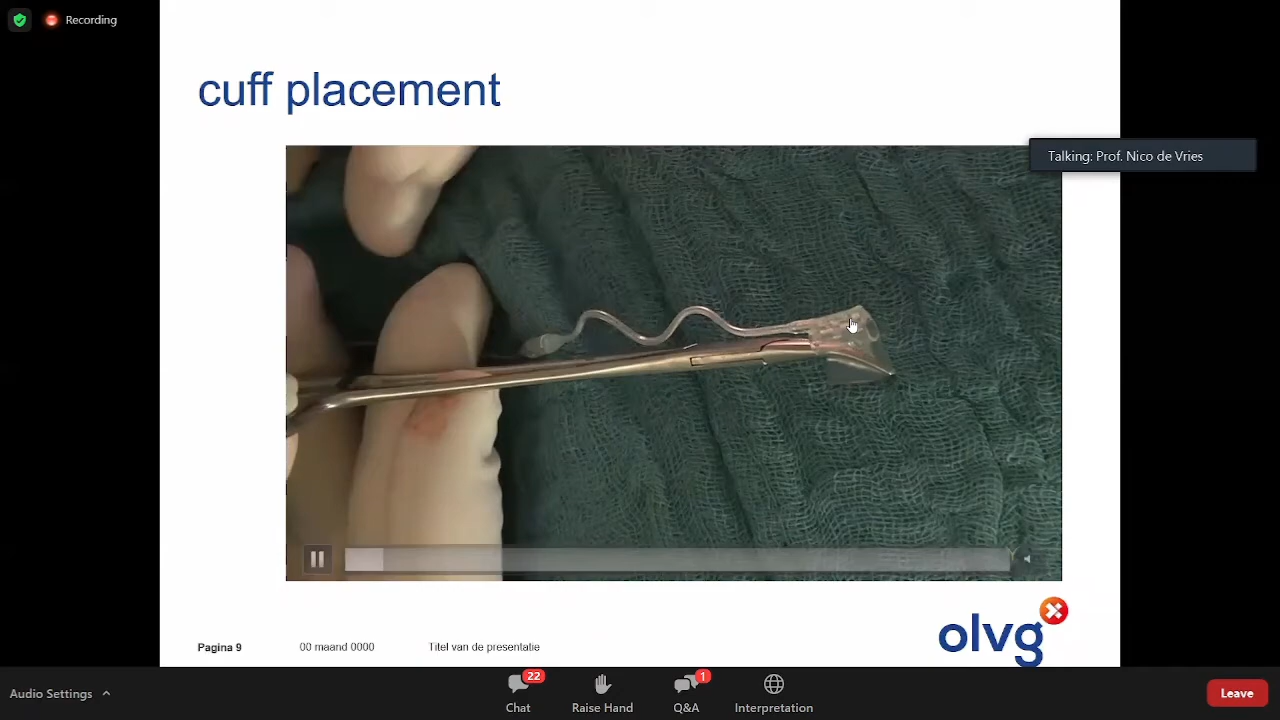 Recording
cuff placement
Talking: Prof. Nico de Vries
Pagina 9
00 maand 0000
Titel van de presentatie
olvg
Audio Settings
22
Chat
Raise Hand
1
Q&A
Interpretation
Leave